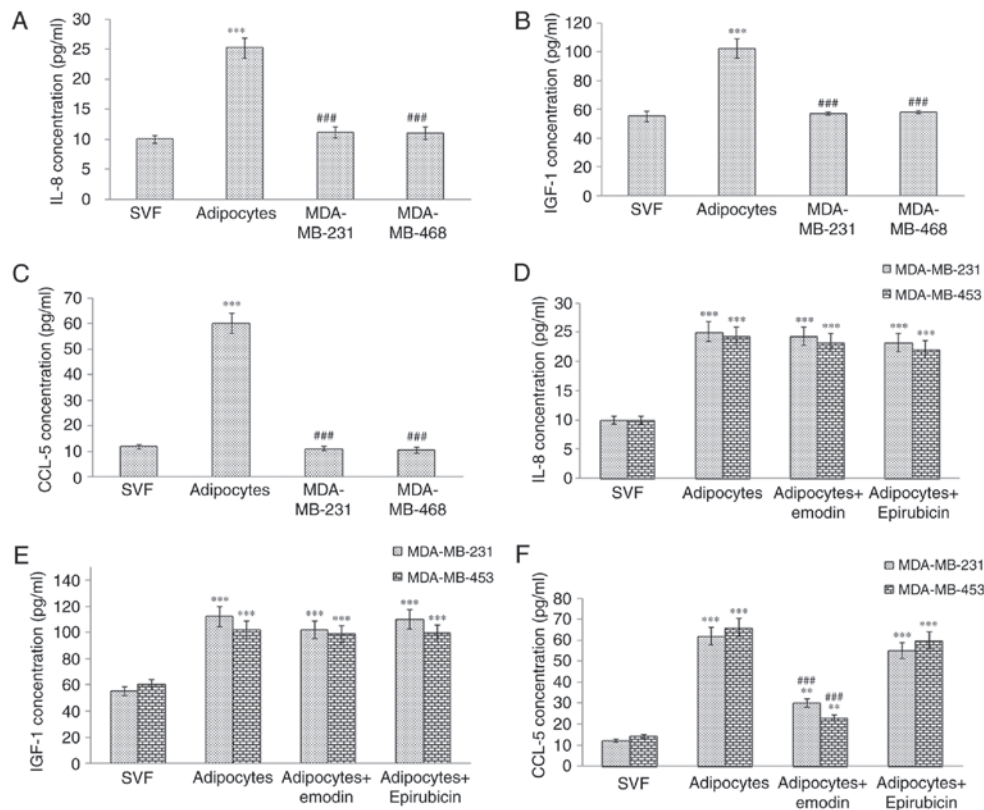 A
IL-8 concentration (pg/ml)
30
25
20
15
10
5
0
***
###
###
SVF
Adipocytes
MDA-
MB-231
MDA-
MB-468
B
IGF-1 concentration (pg/ml)
120
100
80
60
40
20
0
***
###
###
SVF
Adipocytes
MDA-
MB-231
MDA-
MB-468
C
CCL-5 concentration (pg/ml)
70
60
50
40
30
20
10
0
***
###
###
SVF
Adipocytes
MDA-
MB-231
MDA-
MB-468
D
MDA-MB-231
MDA-MB-453
IL-8 concentration (pg/ml)
30
25
20
15
10
5
0
*** ***
*** ***
*** ***
SVF
Adipocytes
Adipocytes+
emodin
Adipocytes+
Epirubicin
E
MDA-MB-231
MDA-MB-453
IGF-1 concentration (pg/ml)
140
120
100
80
60
40
20
0
*** ***
*** ***
*** ***
SVF
Adipocytes
Adipocytes+
emodin
Adipocytes+
Epirubicin
F
MDA-MB-231
MDA-MB-453
CCL-5 concentration (pg/ml)
80
70
60
50
40
30
20
10
0
*** ***
### ###
** **
*** ***
SVF
Adipocytes
Adipocytes+
emodin
Adipocytes+
Epirubicin